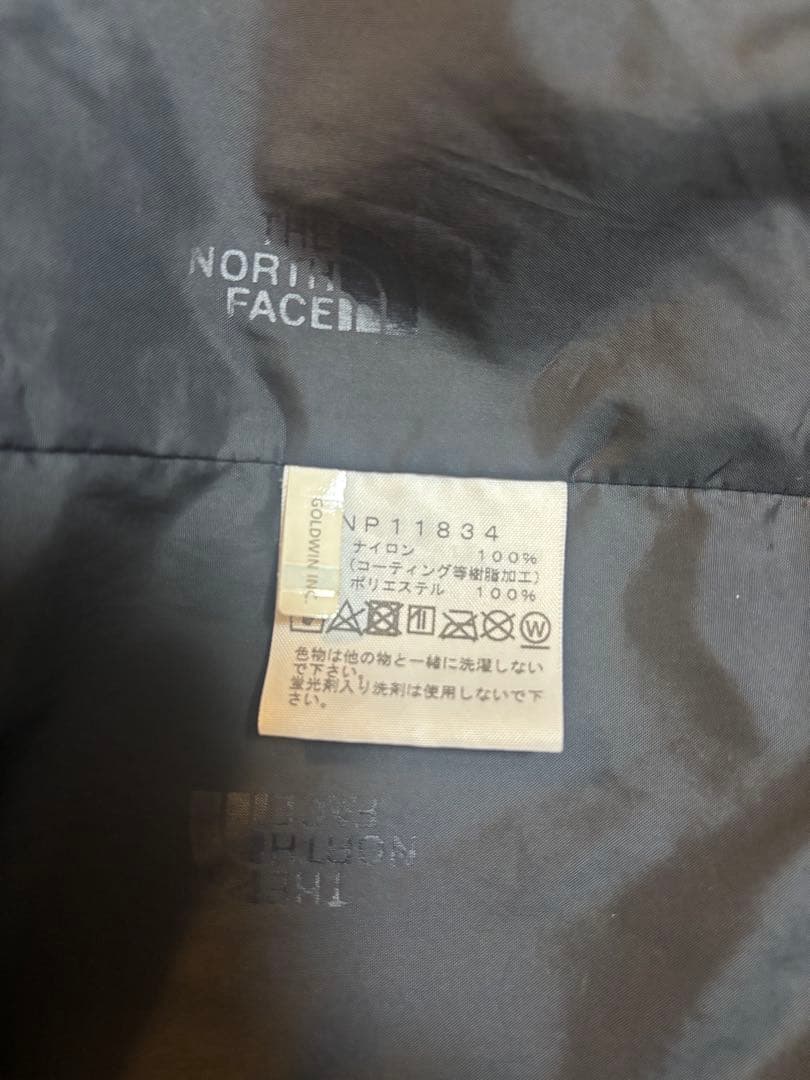 THE
NORTH
FACE
GOLDWIN INC.
NP11834
ナイロン 100%
(コーティング等樹脂加工)
ポリエステル 100%
W
色物は他の物と一緒に洗濯しない
で下さい。
蛍光剤入り洗剤は使用しないで下
さい。
FACE
NORTH
THE